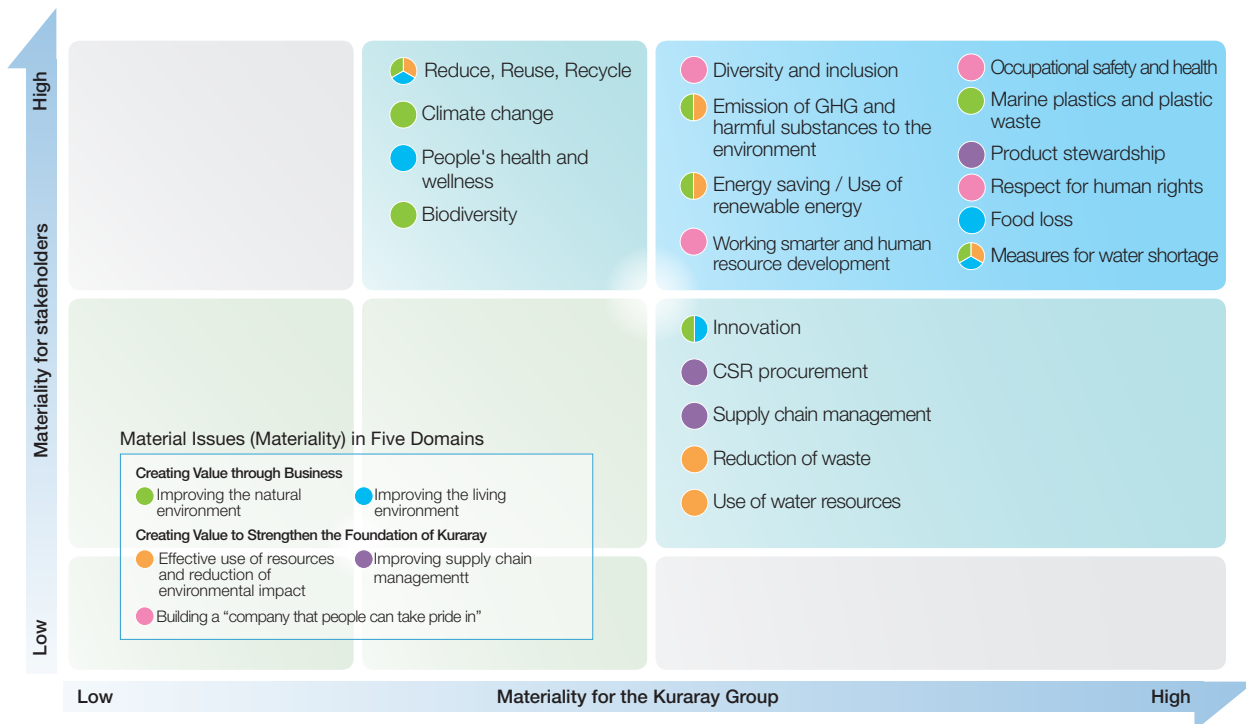 High
Materiality for stakeholders
Low
Reduce, Reuse, Recycle
Climate change
People's health and
wellness
Biodiversity
Diversity and inclusion
Emission of GHG and
harmful substances to the
environment
Energy saving / Use of
renewable energy
Working smarter and human
resource development
Occupational safety and health
Marine plastics and plastic
waste
Product stewardship
Respect for human rights
Food loss
Measures for water shortage
Innovation
CSR procurement
Supply chain management
Reduction of waste
Use of water resources
Material Issues (Materiality) in Five Domains
Creating Value through Business
Improving the natural
environment
Improving the living
environment
Creating Value to Strengthen the Foundation of Kuraray
Effective use of resources
and reduction of
environmental impact
Improving supply chain
managementt
Building a “company that people can take pride in”
Low
Materiality for the Kuraray Group
High